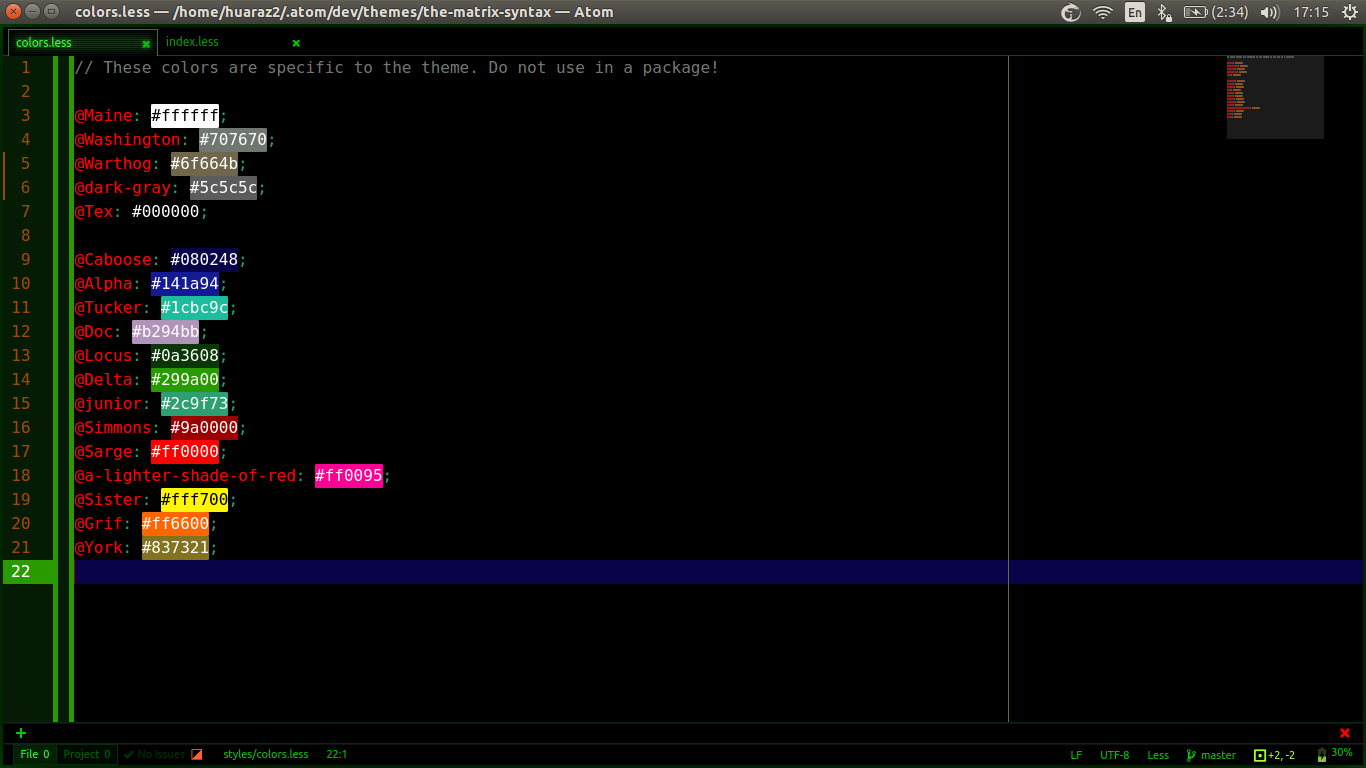 colors.less — /home/huaraz2/.atom/dev/themes/the-matrix-syntax — Atom
En (2:34) 17:15
colors.less × index.less ×
1 // These colors are specific to the theme. Do not use in a package!
2
3 @Maine: #ffffff;
4 @Washington: #707670;
5 @Warthog: #6f664b;
6 @dark-gray: #5c5c5c;
7 @Tex: #000000;
8
9 @Caboose: #080248;
10 @Alpha: #141a94;
11 @Tucker: #1cbc9c;
12 @Doc: #b294bb;
13 @Locus: #0a3608;
14 @Delta: #299a00;
15 @junior: #2c9f73;
16 @Simmons: #9a0000;
17 @Sarge: #ff0000;
18 @a-lighter-shade-of-red: #ff0095;
19 @Sister: #fff700;
20 @Grif: #ff6600;
21 @York: #837321;
22
+ ×
File 0 Project 0 No Issues styles/colors.less 22:1 LF UTF-8 Less master +2, -2 30%